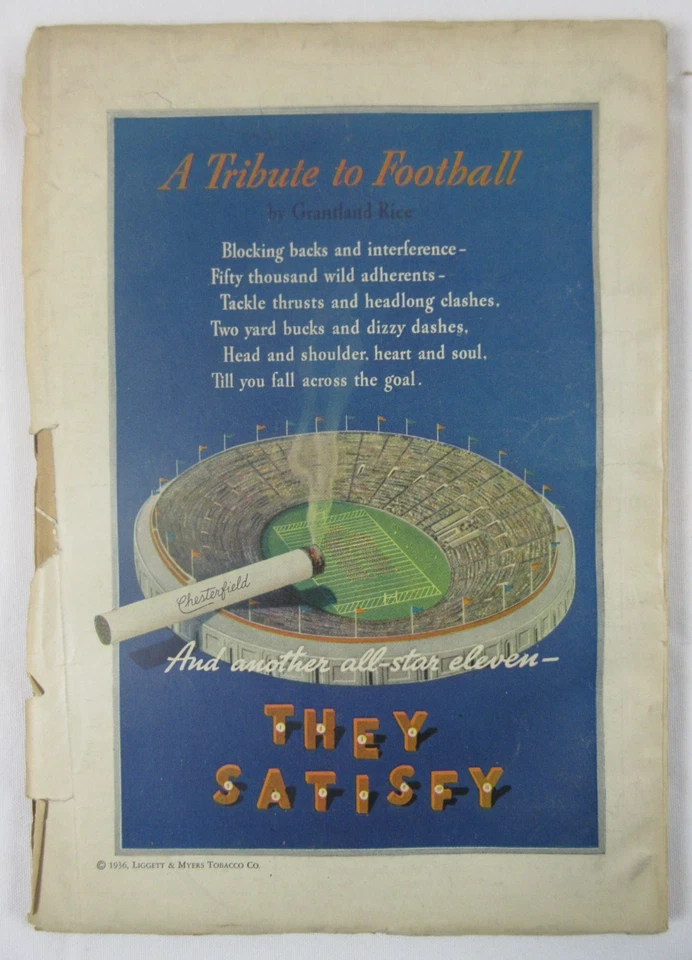 A Tribute to Football
by Grantland Rice
Blocking backs and interference–
Fifty thousand wild adherents–
Tackle thrusts and headlong clashes,
Two yard bucks and dizzy dashes,
Head and shoulder, heart and soul,
Till you fall across the goal.
Chesterfield
And another all-star eleven–
THEY
SATISFY
© 1936, LIGGETT & MYERS TOBACCO CO.